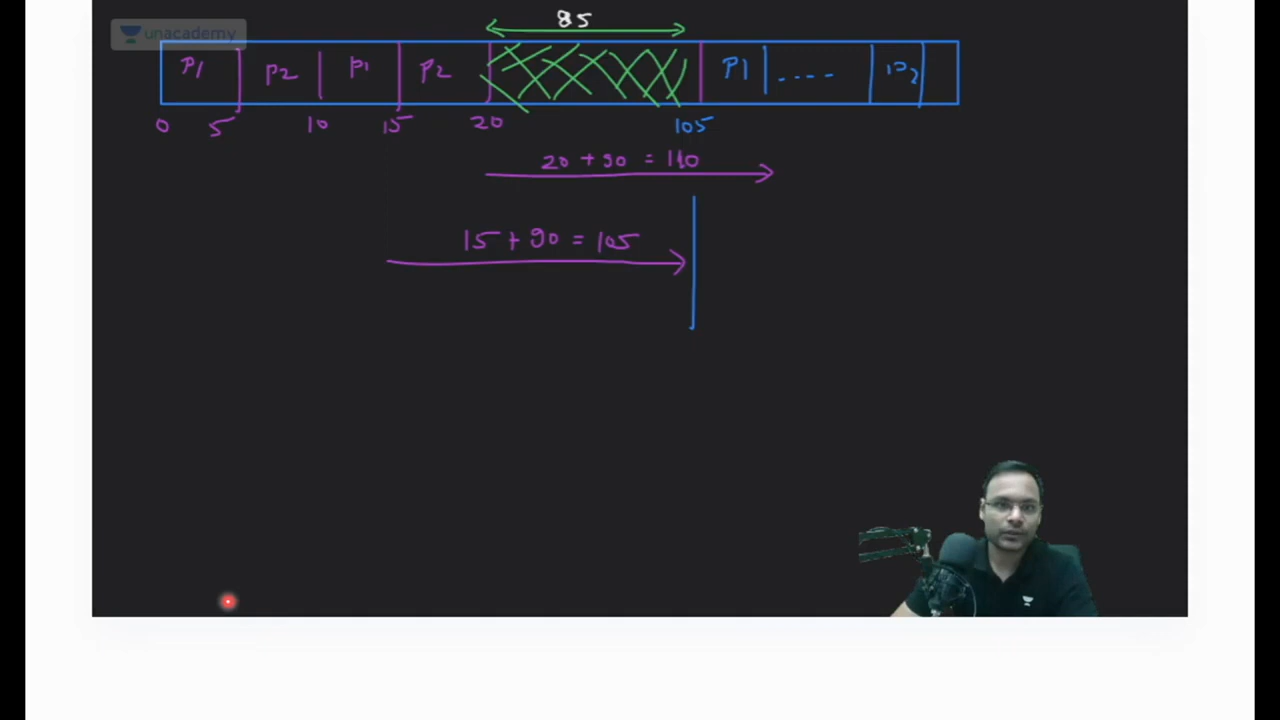 unacademy
85
P1 P2 P1 P2 P1 .... P2
0 5 10 15 20 105
20 + 90 = 110
15 + 90 = 105